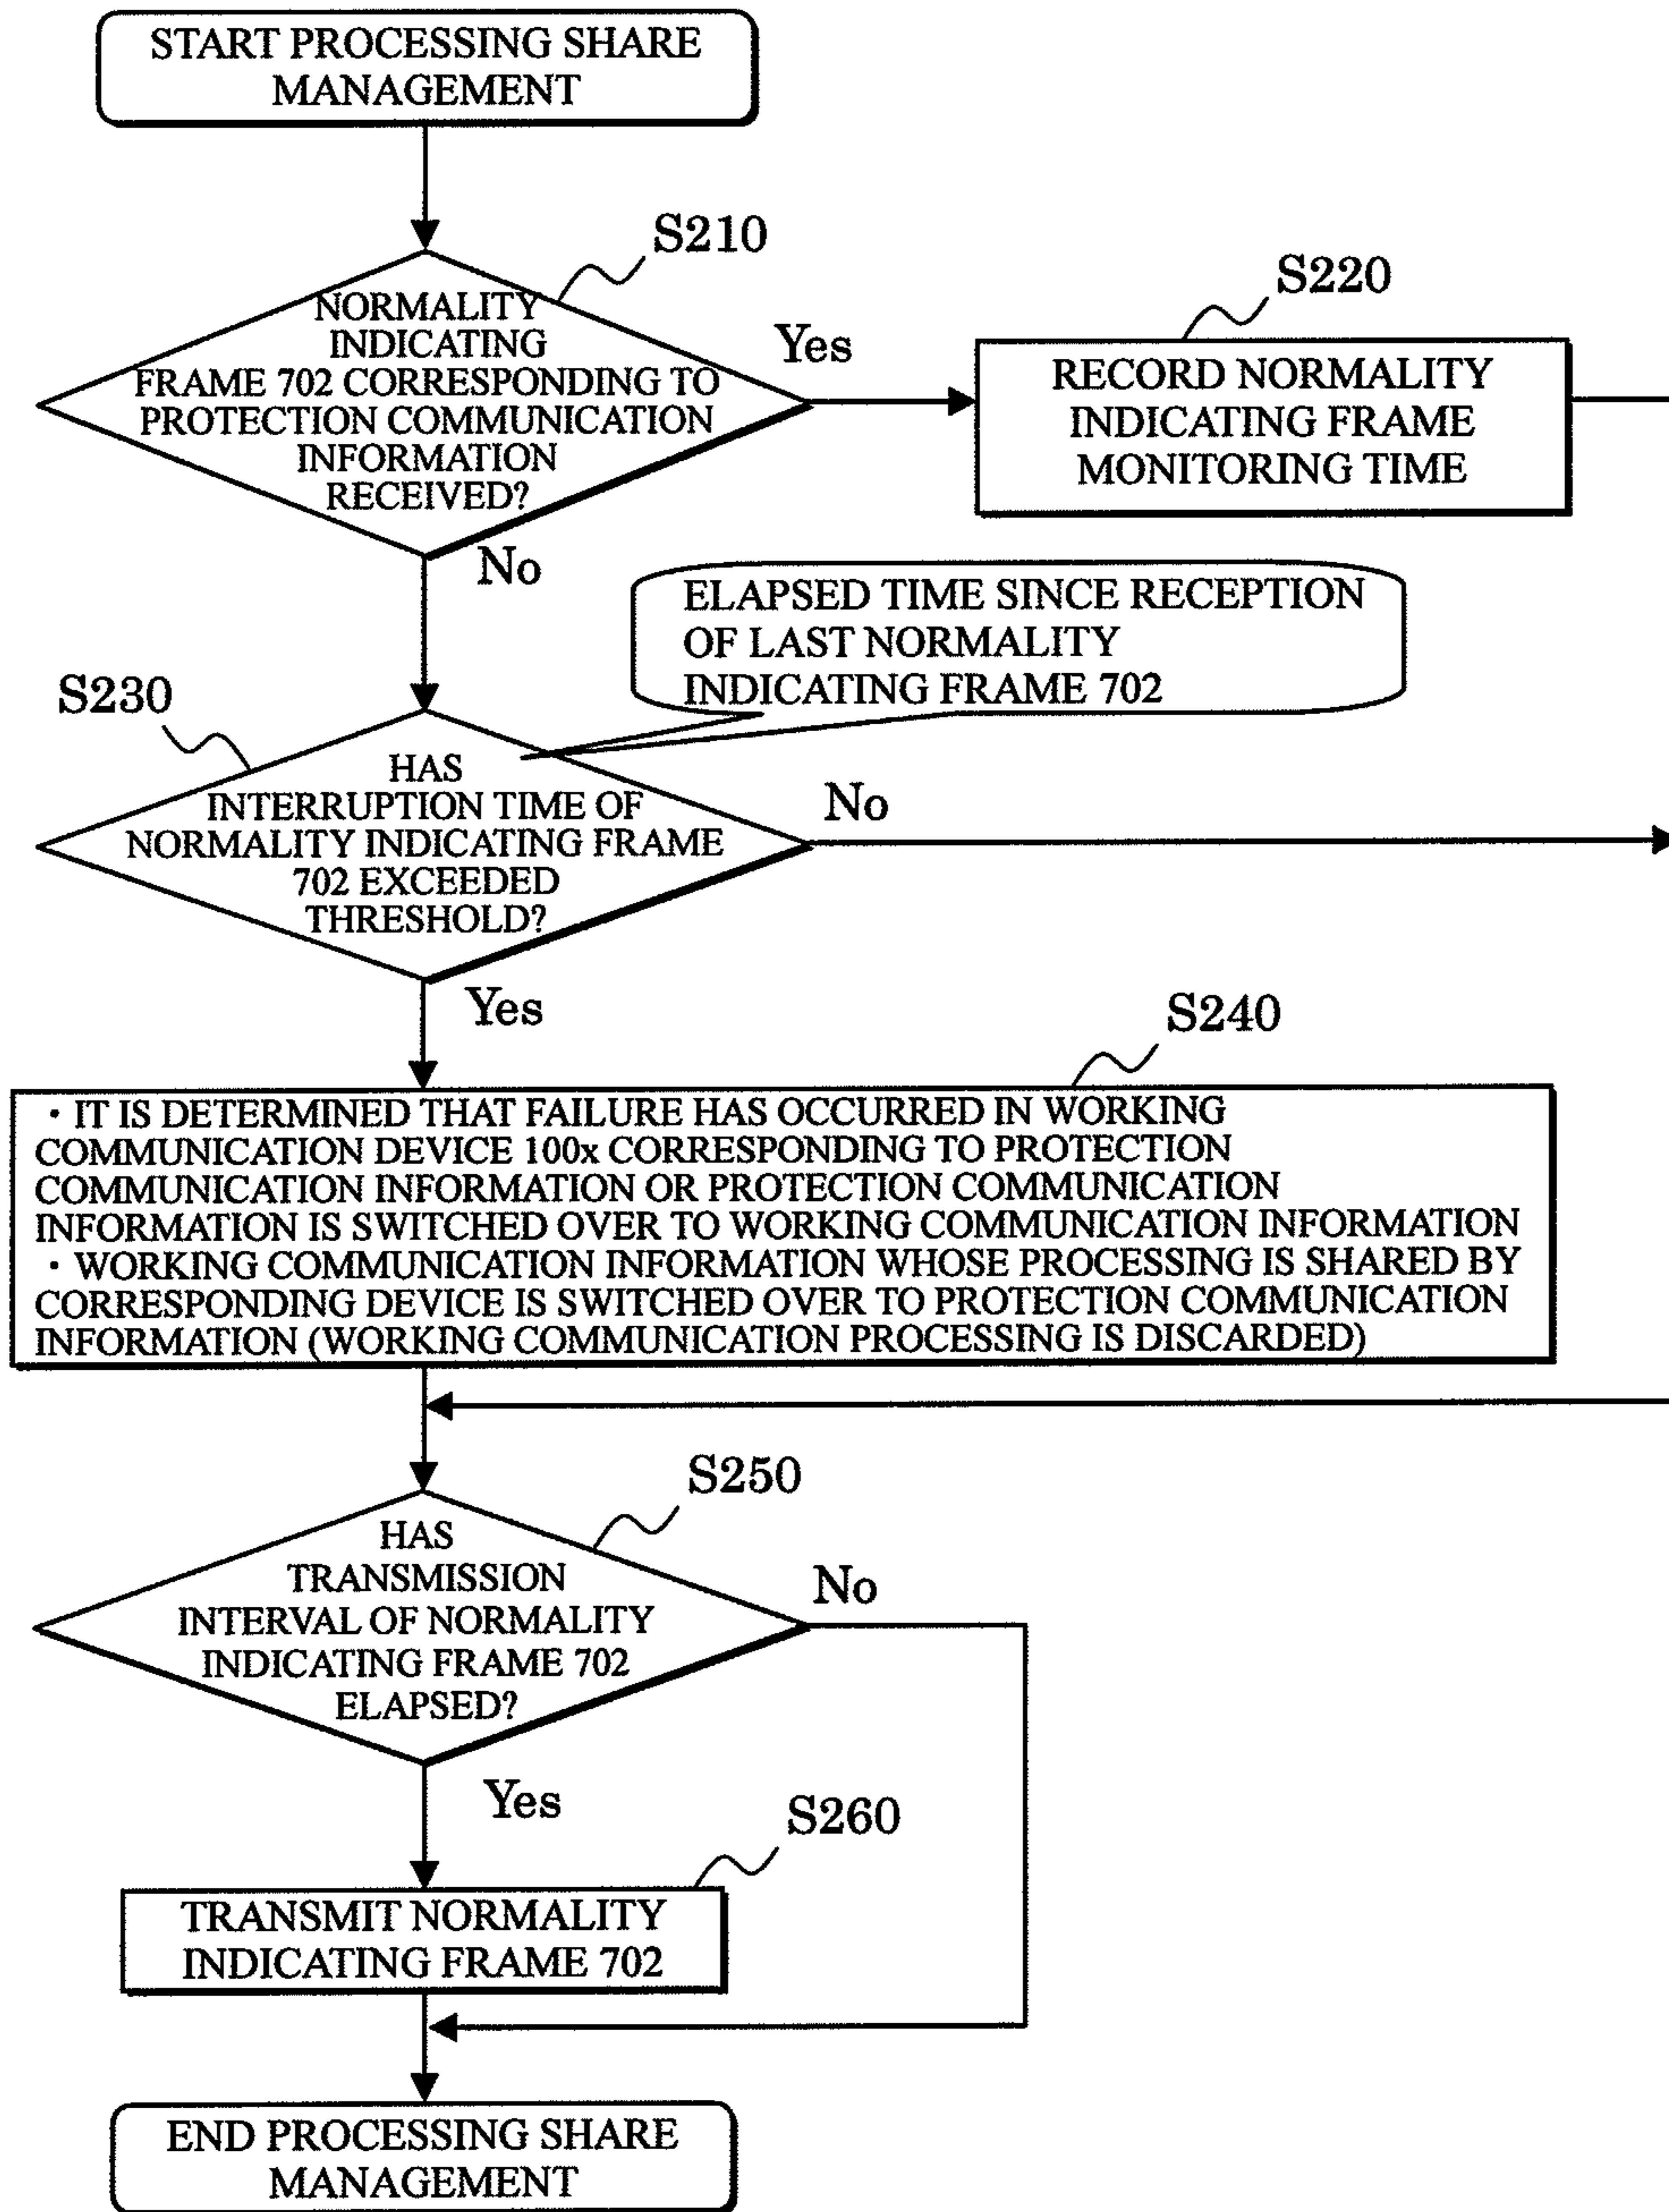 START PROCESSING SHARE
MANAGEMENT
S210
NORMALITY
INDICATING
FRAME 702 CORRESPONDING TO
PROTECTION COMMUNICATION
INFORMATION
RECEIVED?
Yes
S220
RECORD NORMALITY
INDICATING FRAME
MONITORING TIME
No
ELAPSED TIME SINCE RECEPTION
OF LAST NORMALITY
INDICATING FRAME 702
S230
HAS
INTERRUPTION TIME OF
NORMALITY INDICATING FRAME
702 EXCEEDED
THRESHOLD?
No
Yes
S240
・IT IS DETERMINED THAT FAILURE HAS OCCURRED IN WORKING
COMMUNICATION DEVICE 100x CORRESPONDING TO PROTECTION
COMMUNICATION INFORMATION OR PROTECTION COMMUNICATION
INFORMATION IS SWITCHED OVER TO WORKING COMMUNICATION INFORMATION
・WORKING COMMUNICATION INFORMATION WHOSE PROCESSING IS SHARED BY
CORRESPONDING DEVICE IS SWITCHED OVER TO PROTECTION COMMUNICATION
INFORMATION (WORKING COMMUNICATION PROCESSING IS DISCARDED)
S250
HAS
TRANSMISSION
INTERVAL OF NORMALITY
INDICATING FRAME 702
ELAPSED?
No
Yes
S260
TRANSMIT NORMALITY
INDICATING FRAME 702
END PROCESSING SHARE
MANAGEMENT